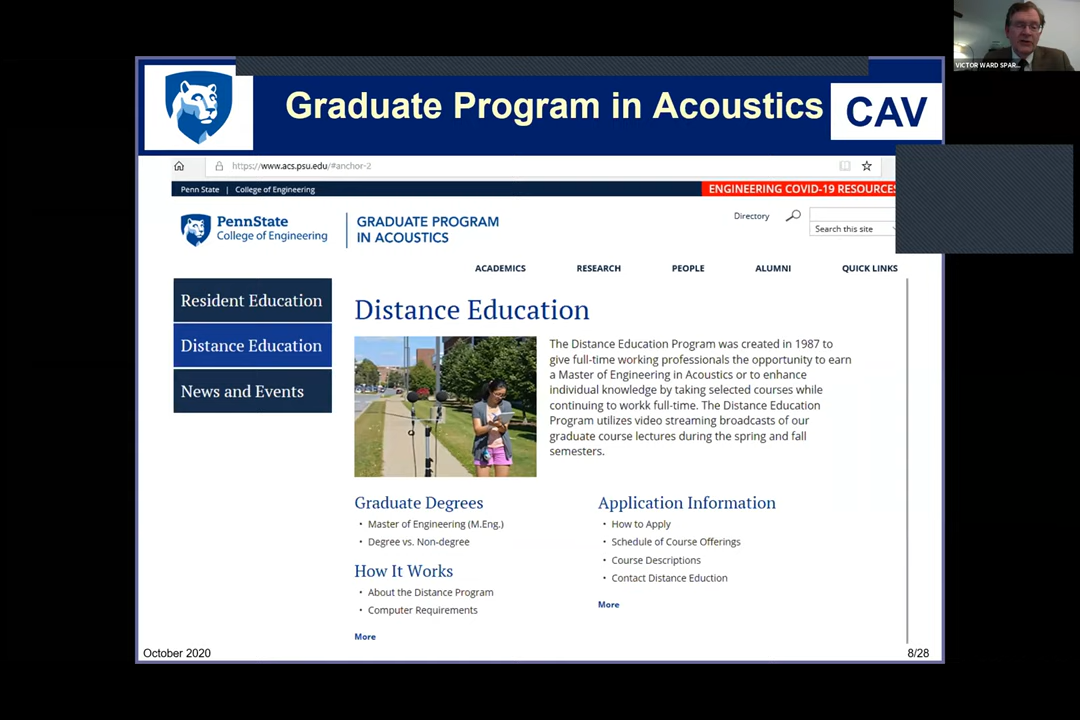 VICTOR WARD SPAR...
Graduate Program in Acoustics
CAV
https://www.acs.psu.edu/#anchor-2
Penn State | College of Engineering
ENGINEERING COVID-19 RESOURCES
PennState
College of Engineering
GRADUATE PROGRAM
IN ACOUSTICS
Directory
Search this site
ACADEMICS RESEARCH PEOPLE ALUMNI QUICK LINKS
Resident Education
Distance Education
News and Events
Distance Education
The Distance Education Program was created in 1987 to
give full-time working professionals the opportunity to earn
a Master of Engineering in Acoustics or to enhance
individual knowledge by taking selected courses while
continuing to workk full-time. The Distance Education
Program utilizes video streaming broadcasts of our
graduate course lectures during the spring and fall
semesters.
Graduate Degrees
• Master of Engineering (M.Eng.)
• Degree vs. Non-degree
How It Works
• About the Distance Program
• Computer Requirements
More
Application Information
• How to Apply
• Schedule of Course Offerings
• Course Descriptions
• Contact Distance Eduction
More
October 2020
8/28